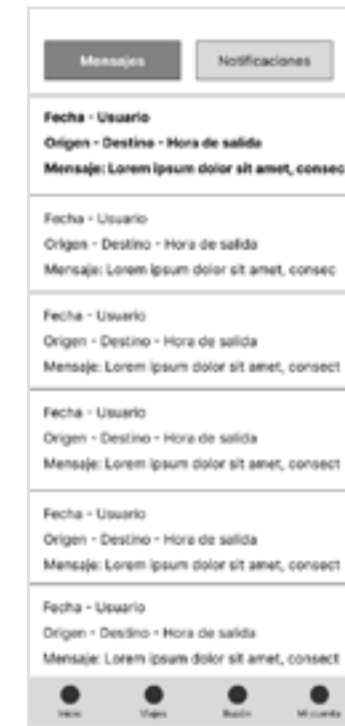 Mensajes
Notificaciones
Fecha - Usuario
Origen - Destino - Hora de salida
Mensaje: Lorem ipsum dolor sit amet, consec
Fecha - Usuario
Origen - Destino - Hora de salida
Mensaje: Lorem ipsum dolor sit amet, consec
Fecha - Usuario
Origen - Destino - Hora de salida
Mensaje: Lorem ipsum dolor sit amet, consect
Fecha - Usuario
Origen - Destino - Hora de salida
Mensaje: Lorem ipsum dolor sit amet, consect
Fecha - Usuario
Origen - Destino - Hora de salida
Mensaje: Lorem ipsum dolor sit amet, consect
Fecha - Usuario
Origen - Destino - Hora de salida
Mensaje: Lorem ipsum dolor sit amet, consect
Inicio
Viajes
Buzón
Mi cuenta